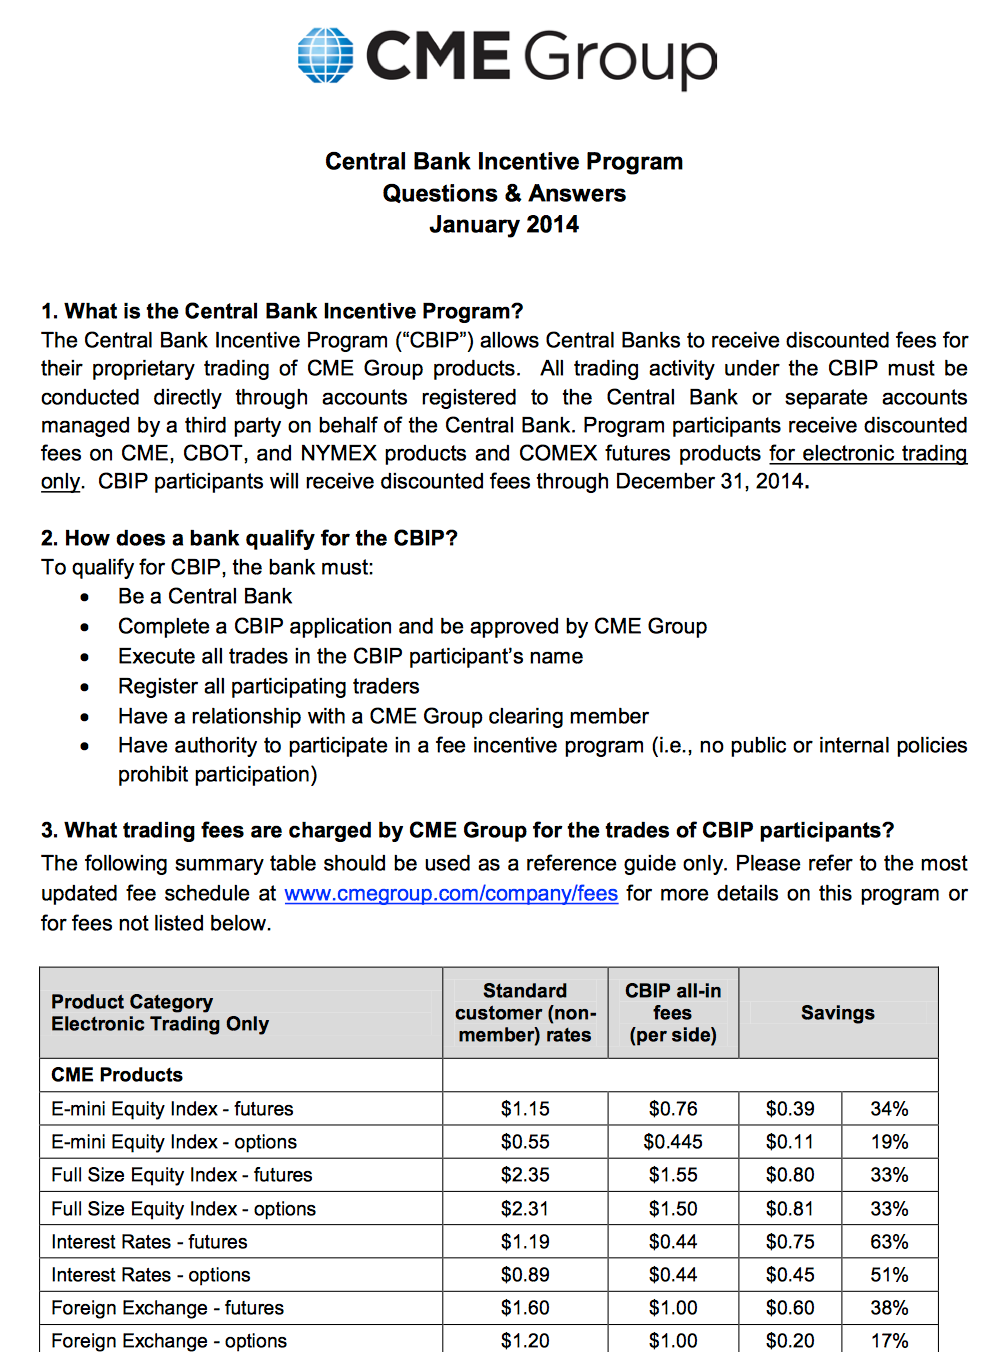 CME Group
Central Bank Incentive Program
Questions & Answers
January 2014
1. What is the Central Bank Incentive Program?
The Central Bank Incentive Program (“CBIP”) allows Central Banks to receive discounted fees for
their proprietary trading of CME Group products.  All trading activity under the CBIP must be
conducted directly through accounts registered to the Central Bank or separate accounts
managed by a third party on behalf of the Central Bank. Program participants receive discounted
fees on CME, CBOT, and NYMEX products and COMEX futures products for electronic trading
only.  CBIP participants will receive discounted fees through December 31, 2014.
2. How does a bank qualify for the CBIP?
To qualify for CBIP, the bank must:
• Be a Central Bank
• Complete a CBIP application and be approved by CME Group
• Execute all trades in the CBIP participant’s name
• Register all participating traders
• Have a relationship with a CME Group clearing member
• Have authority to participate in a fee incentive program (i.e., no public or internal policies
prohibit participation)
3. What trading fees are charged by CME Group for the trades of CBIP participants?
The following summary table should be used as a reference guide only. Please refer to the most
updated fee schedule at www.cmegroup.com/company/fees for more details on this program or
for fees not listed below.
Product Category
Electronic Trading Only
Standard
customer (non-
member) rates
CBIP all-in
fees
(per side)
Savings
CME Products
E-mini Equity Index - futures $1.15 $0.76 $0.39 34%
E-mini Equity Index - options $0.55 $0.445 $0.11 19%
Full Size Equity Index - futures $2.35 $1.55 $0.80 33%
Full Size Equity Index - options $2.31 $1.50 $0.81 33%
Interest Rates - futures $1.19 $0.44 $0.75 63%
Interest Rates - options $0.89 $0.44 $0.45 51%
Foreign Exchange - futures $1.60 $1.00 $0.60 38%
Foreign Exchange - options $1.20 $1.00 $0.20 17%